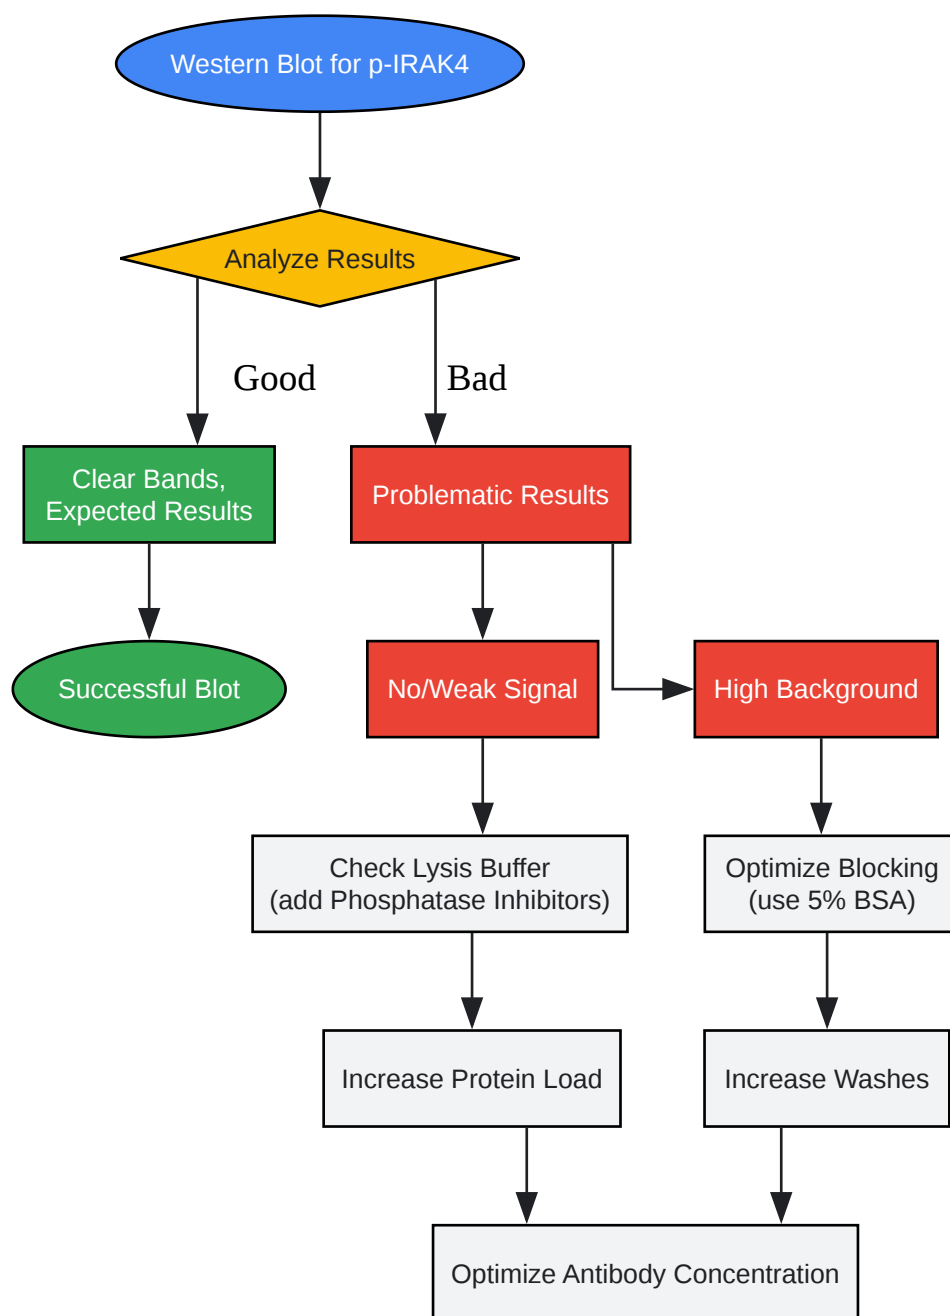 Western Blot for p-IRAK4
Analyze Results
Good
Bad
Clear Bands,
Expected Results
Problematic Results
Successful Blot
No/Weak Signal
High Background
Check Lysis Buffer
(add Phosphatase Inhibitors)
Optimize Blocking
(use 5% BSA)
Increase Protein Load
Increase Washes
Optimize Antibody Concentration